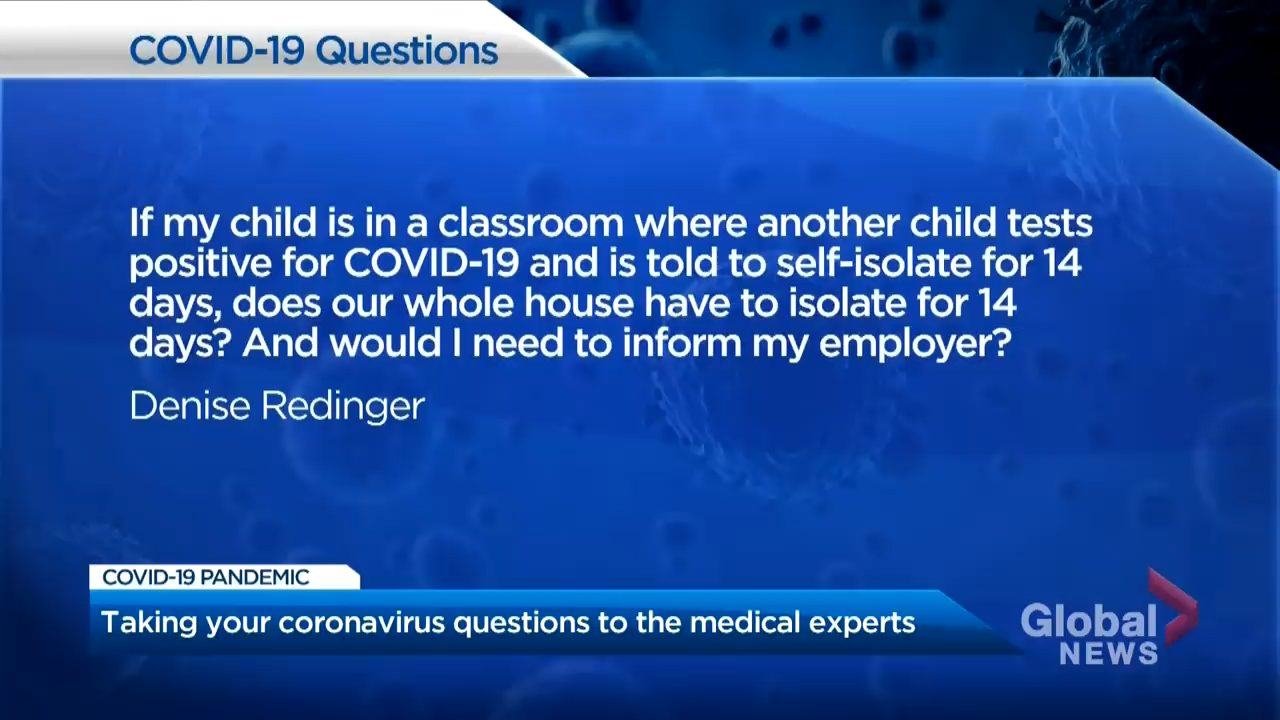 COVID-19 Questions
If my child is in a classroom where another child tests
positive for COVID-19 and is told to self-isolate for 14
days, does our whole house have to isolate for 14
days? And would I need to inform my employer?
Denise Redinger
COVID-19 PANDEMIC
Taking your coronavirus questions to the medical experts
Global
NEWS